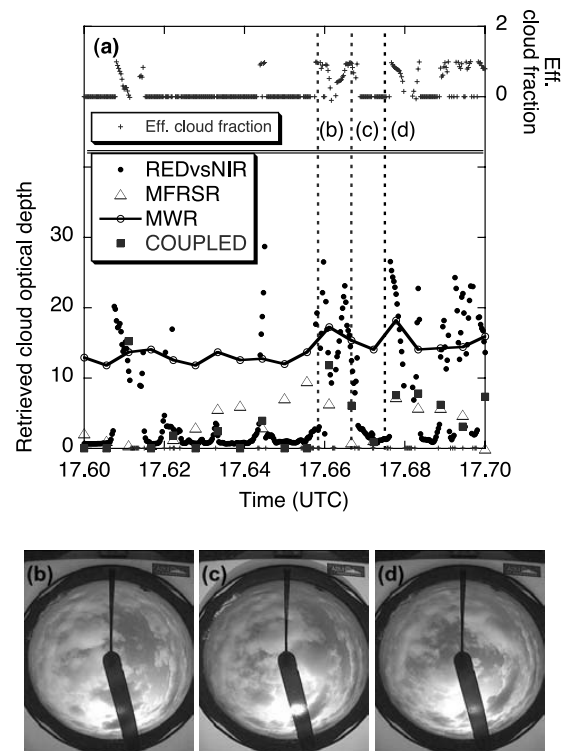 (a)
2
0
Eff.
cloud fraction
Eff. cloud fraction
(b)
(c)
(d)
REDvsNIR
MFRSR
MWR
COUPLED
30
20
10
0
Retrieved cloud optical depth
17.60
17.62
17.64
17.66
17.68
17.70
Time (UTC)
(b)
(c)
(d)